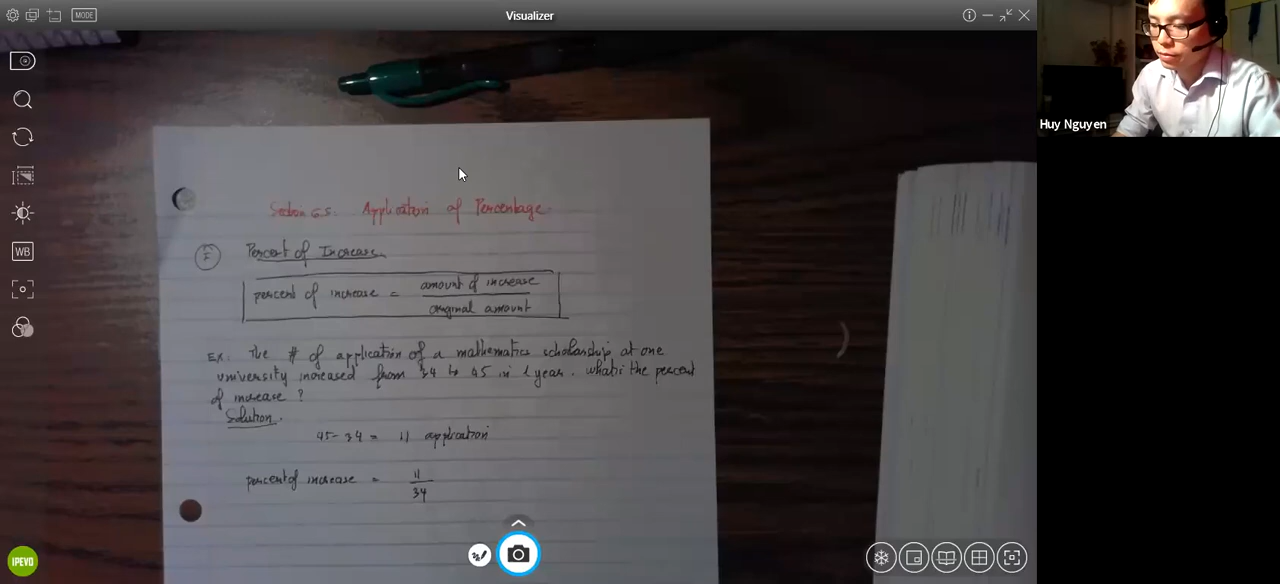 MODE
Visualizer
Huy Nguyen
Section 6.5. Application of Percentage
Percent of Increase
percent of increase = amount of increase
original amount
Ex. The # of application of a mathematics scholarship at one
university increased from 34 to 45 in 1 year. What is the percent
of increase ?
Solution.
45 - 34 = 11 application
percent of increase = 11
34
WB
IPEVO